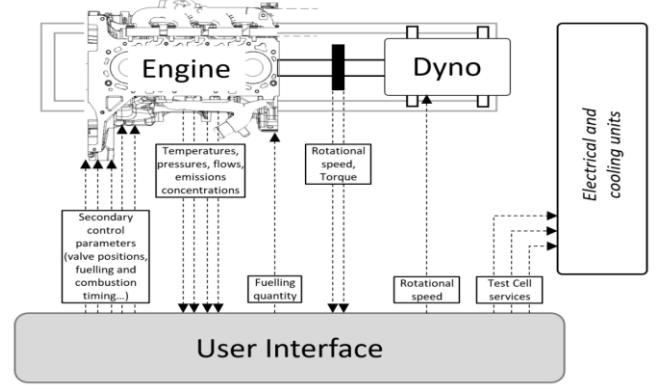 Engine
Dyno
Electrical and
cooling units
Temperatures,
pressures, flows,
emissions
concentrations
Rotational
speed,
Torque
Secondary
control
parameters
(valve positions,
fuelling and
combustion
timing...)
Fuelling
quantity
Rotational
speed
Test Cell
services
User Interface